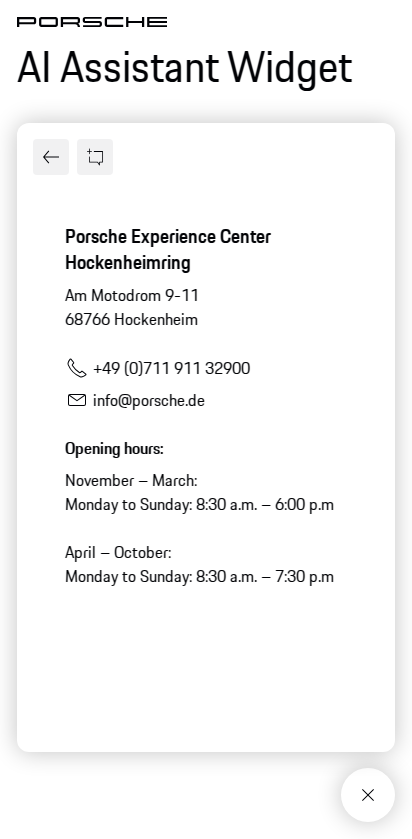 PORSCHE
AI Assistant Widget
Porsche Experience Center
Hockenheimring
Am Motodrom 9-11
68766 Hockenheim
+49 (0)711 911 32900
info@porsche.de
Opening hours:
November – March:
Monday to Sunday: 8:30 a.m. – 6:00 p.m
April – October:
Monday to Sunday: 8:30 a.m. – 7:30 p.m